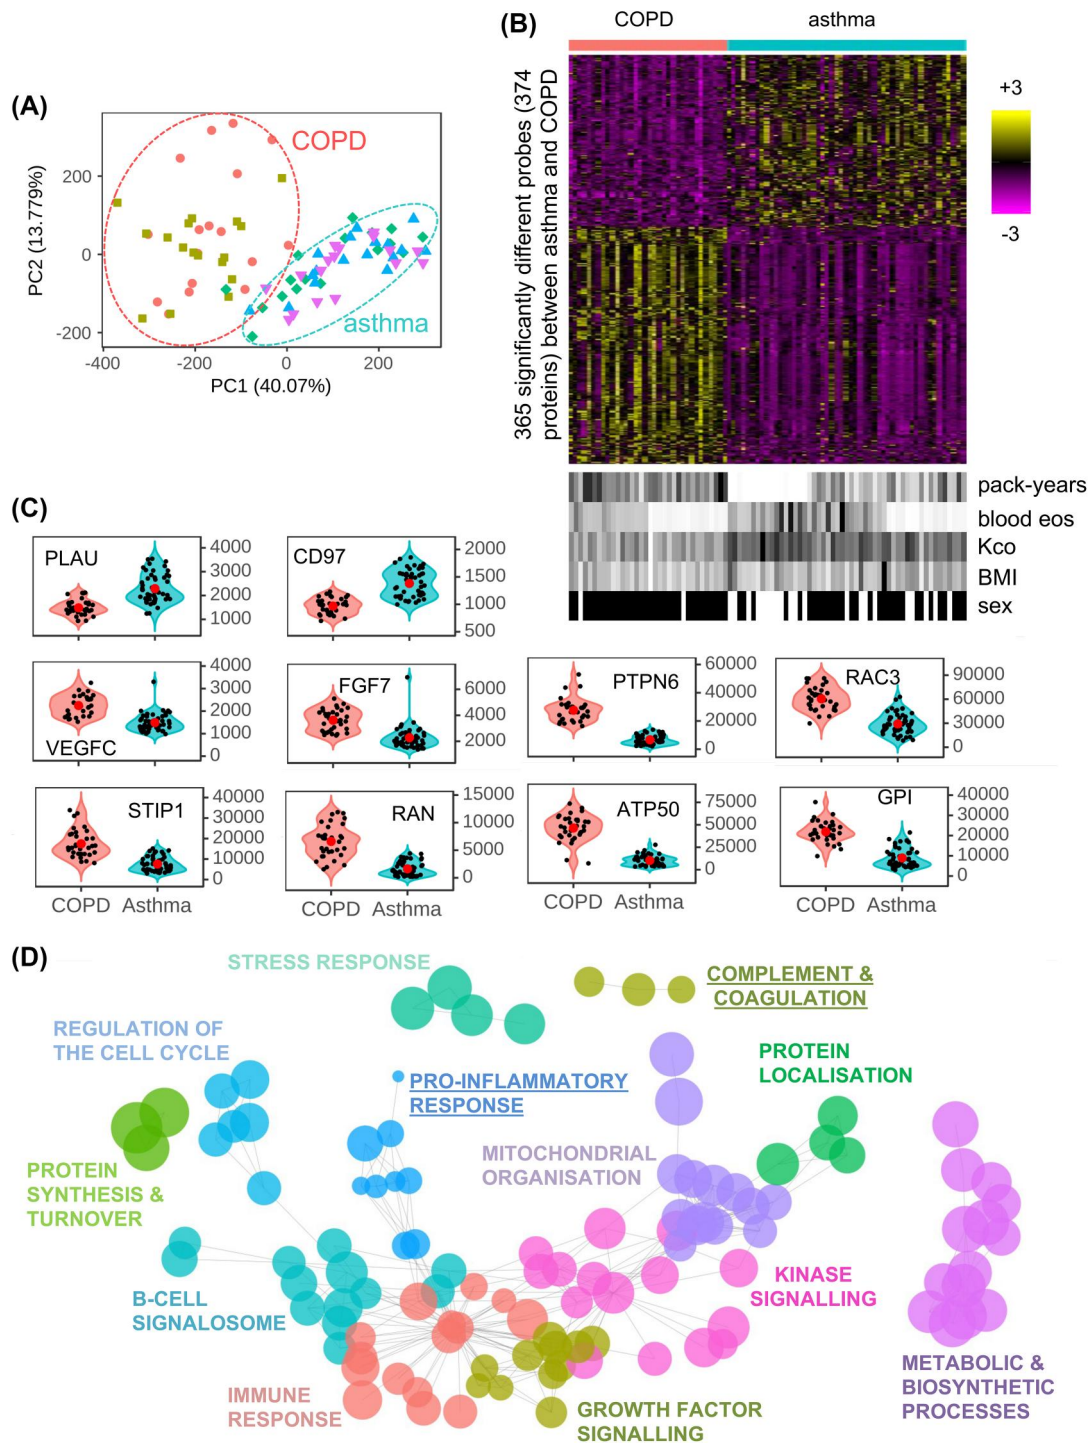 (A)
COPD
asthma
PC2 (13.779%)
200
0
-200
-400
-200
0
200
PC1 (40.07%)
(B)
COPD
asthma
365 significantly different probes (374
proteins) between asthma and COPD
+3
-3
pack-years
blood eos
Kco
BMI
sex
(C)
PLAU
4000
3000
2000
1000
CD97
2000
1500
1000
500
VEGFC
4000
3000
2000
1000
0
FGF7
6000
4000
2000
PTPN6
60000
40000
20000
0
RAC3
90000
60000
30000
0
STIP1
40000
30000
20000
10000
0
COPD Asthma
RAN
15000
10000
5000
0
COPD Asthma
ATP50
75000
50000
25000
0
COPD Asthma
GPI
40000
30000
20000
10000
0
COPD Asthma
(D)
STRESS RESPONSE
COMPLEMENT &
COAGULATION
REGULATION OF
THE CELL CYCLE
PRO-INFLAMMATORY
RESPONSE
PROTEIN
LOCALISATION
PROTEIN
SYNTHESIS &
TURNOVER
MITOCHONDRIAL
ORGANISATION
B-CELL
SIGNALOSOME
KINASE
SIGNALLING
IMMUNE
RESPONSE
GROWTH FACTOR
SIGNALLING
METABOLIC &
BIOSYNTHETIC
PROCESSES